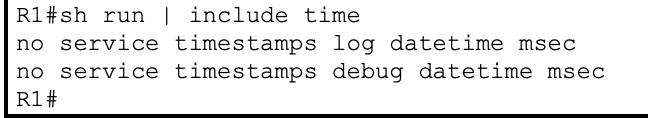 R1#sh run | include time
no service timestamps log datetime msec
no service timestamps debug datetime msec
R1#